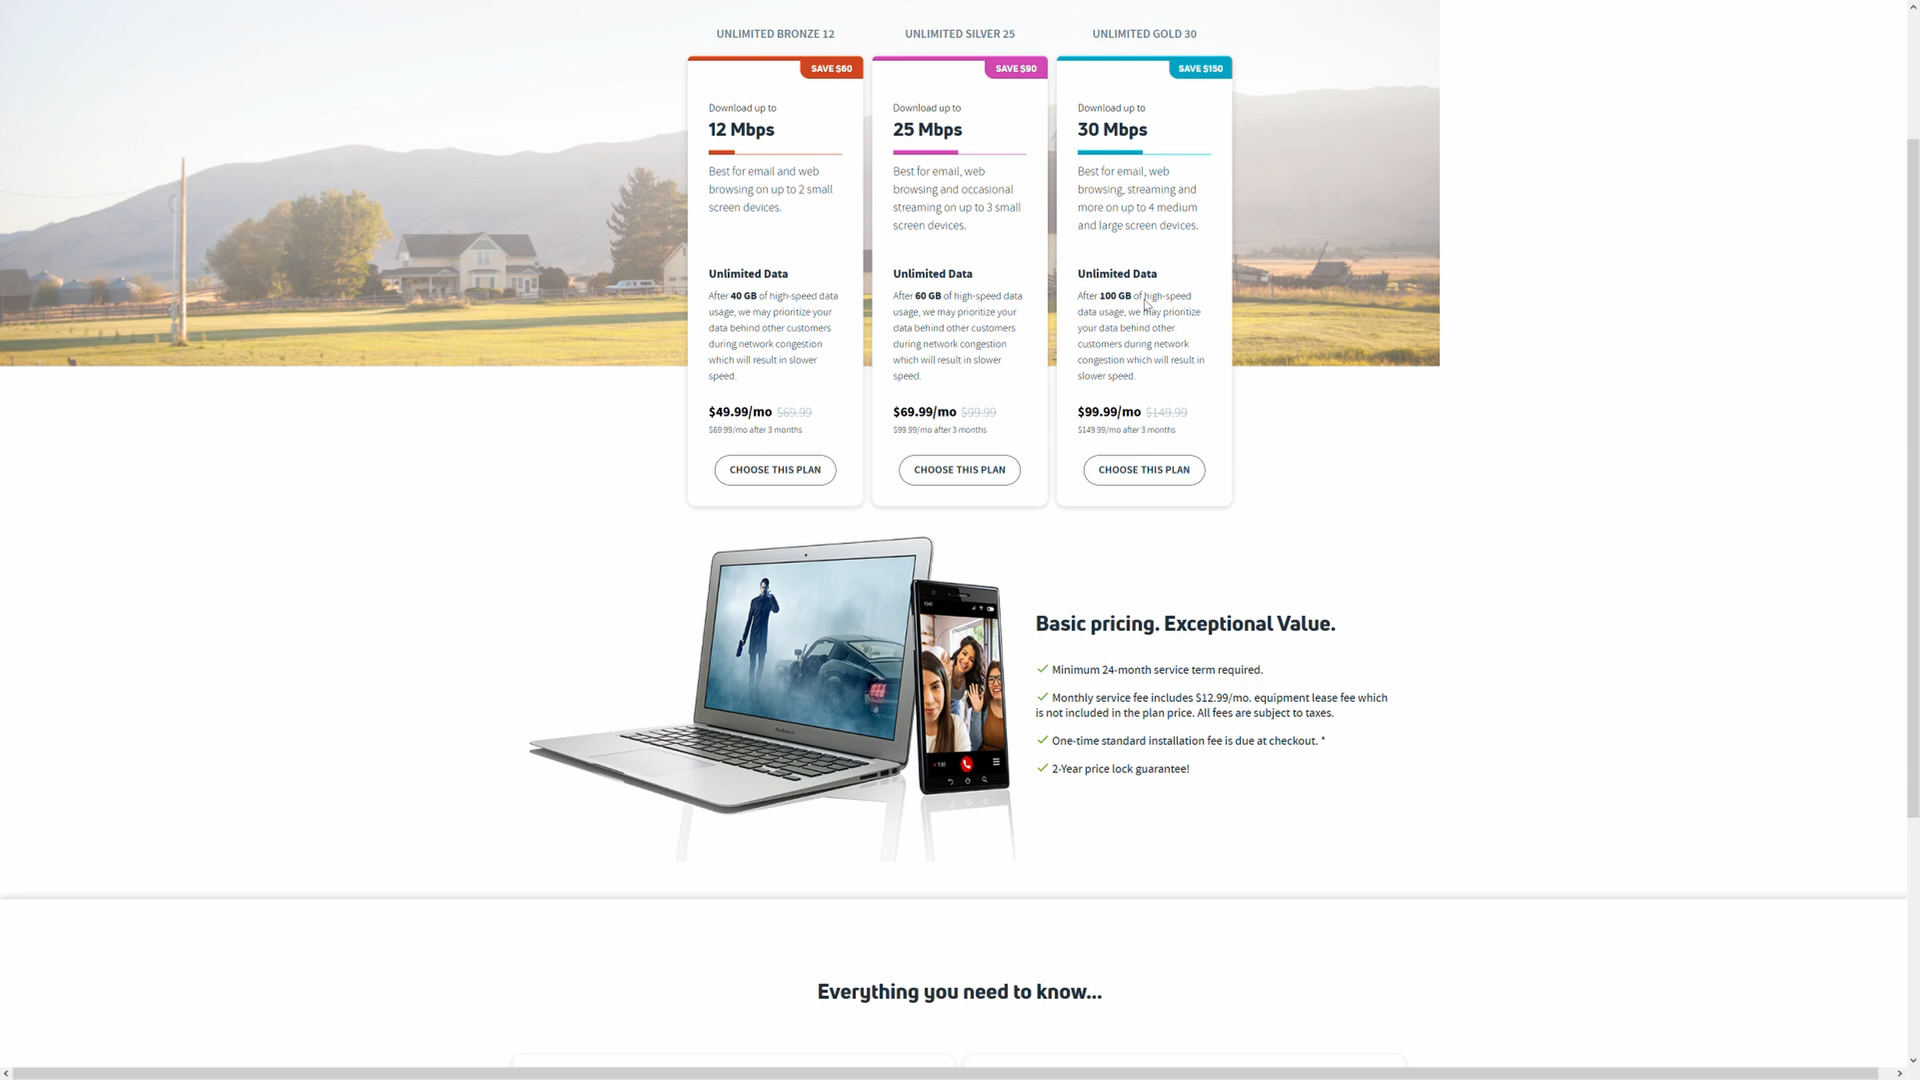 UNLIMITED BRONZE 12
SAVE $60
Download up to
12 Mbps
Best for email and web
browsing on up to 2 small
screen devices.
Unlimited Data
After 40 GB of high-speed data
usage, we may prioritize your
data behind other customers
during network congestion
which will result in slower
speed.
$49.99/mo $69.99
$69.99/mo after 3 months
CHOOSE THIS PLAN
UNLIMITED SILVER 25
SAVE $90
Download up to
25 Mbps
Best for email, web
browsing and occasional
streaming on up to 3 small
screen devices.
Unlimited Data
After 60 GB of high-speed data
usage, we may prioritize your
data behind other customers
during network congestion
which will result in slower
speed.
$69.99/mo $99.99
$99.99/mo after 3 months
CHOOSE THIS PLAN
UNLIMITED GOLD 30
SAVE $150
Download up to
30 Mbps
Best for email, web
browsing, streaming and
more on up to 4 medium
and large screen devices.
Unlimited Data
After 100 GB of high-speed
data usage, we may prioritize
your data behind other
customers during network
congestion which will result in
slower speed.
$99.99/mo $149.99
$149.99/mo after 3 months
CHOOSE THIS PLAN
Basic pricing. Exceptional Value.
Minimum 24-month service term required.
Monthly service fee includes $12.99/mo. equipment lease fee which
is not included in the plan price. All fees are subject to taxes.
One-time standard installation fee is due at checkout. *
2-Year price lock guarantee!
Everything you need to know...